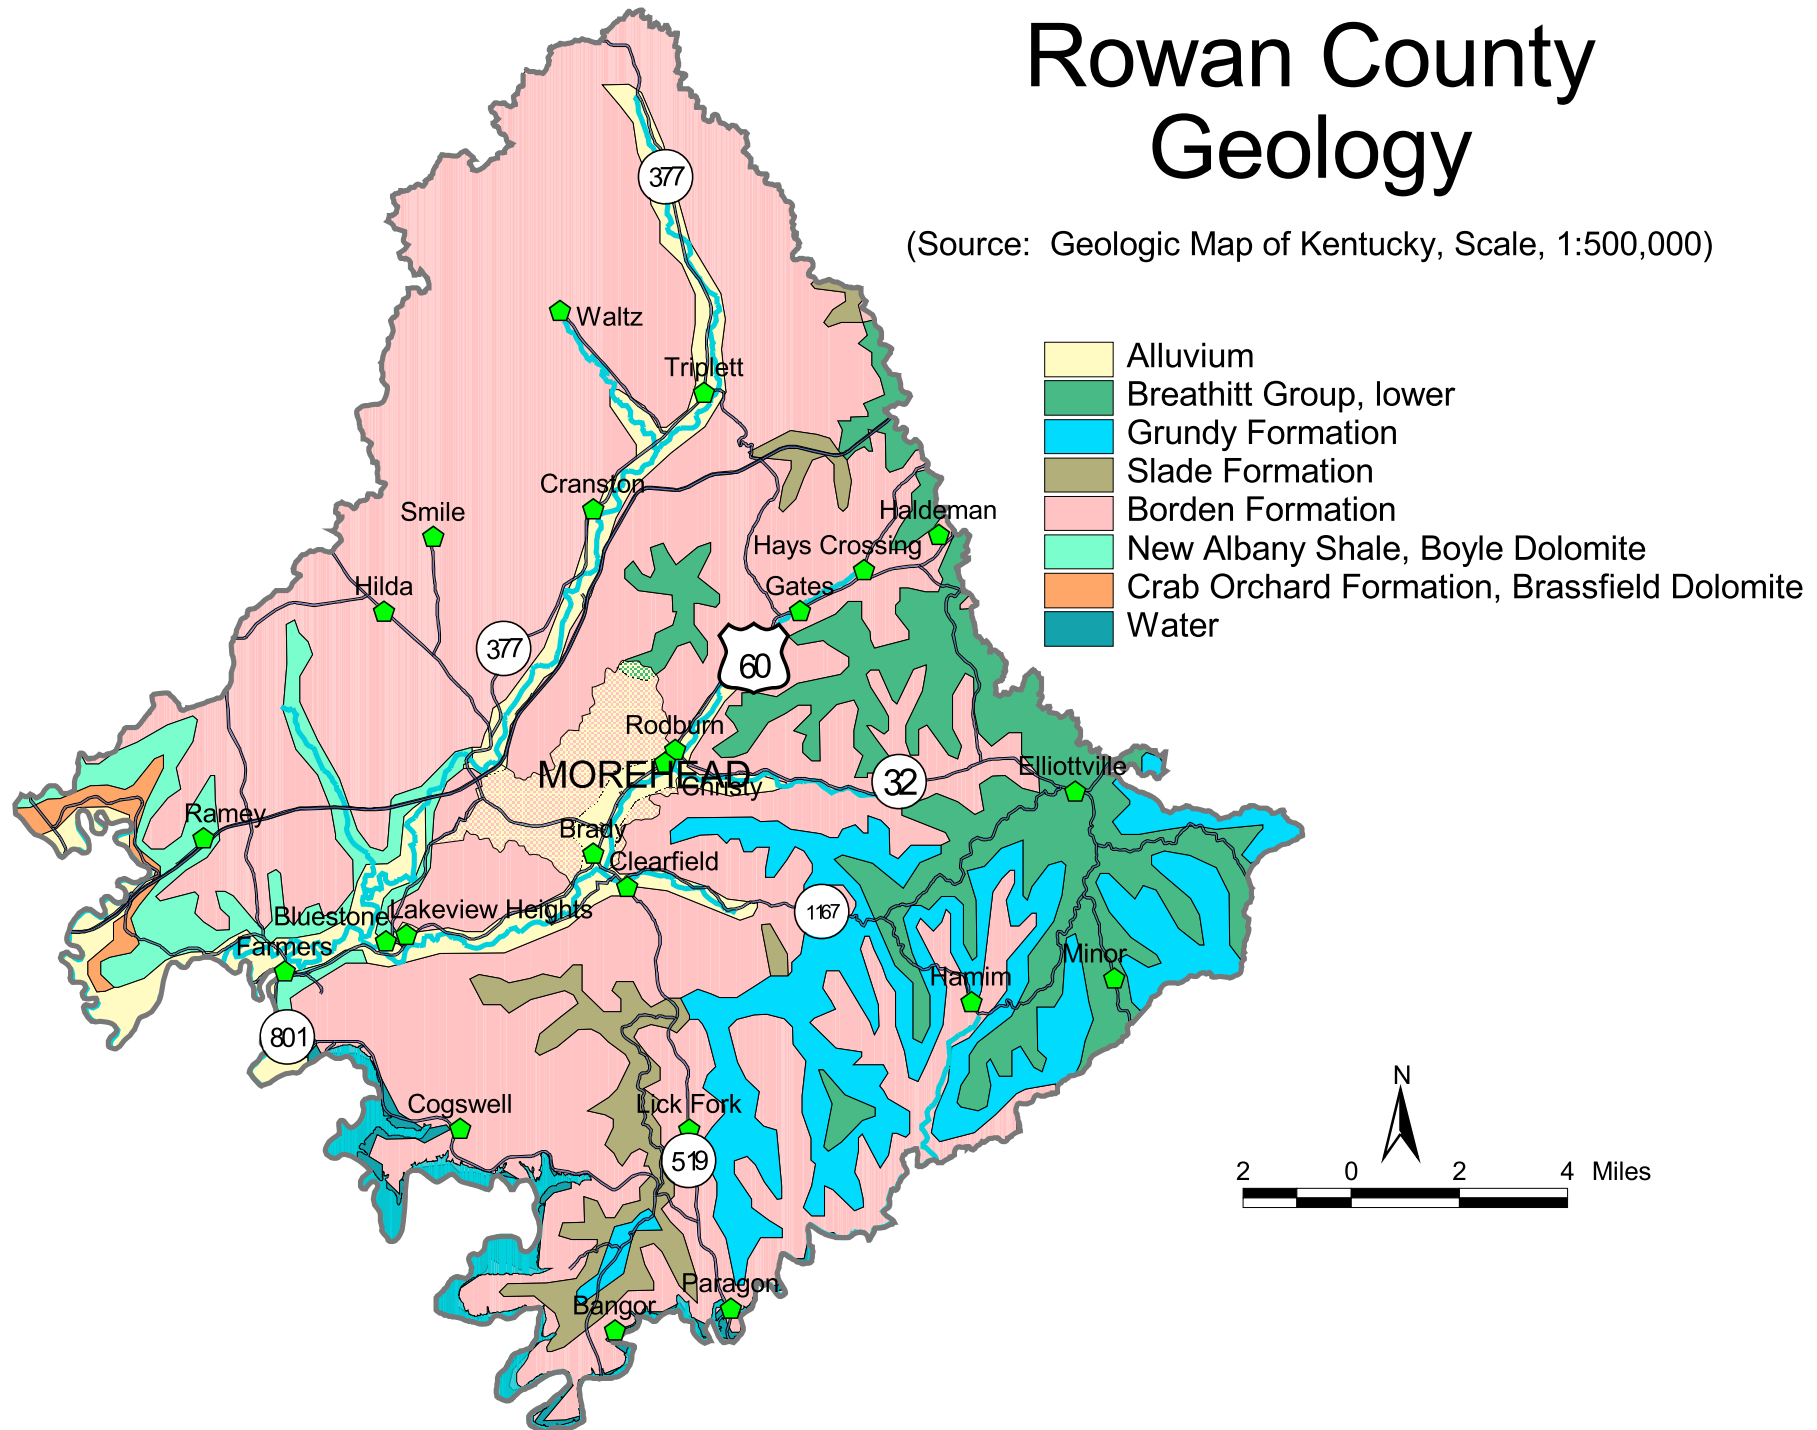 Rowan County
Geology
(Source:  Geologic Map of Kentucky, Scale, 1:500,000)
377
Waltz
Triplett
Alluvium
Breathitt Group, lower
Grundy Formation
Slade Formation
Borden Formation
New Albany Shale, Boyle Dolomite
Crab Orchard Formation, Brassfield Dolomite
Water
Cranston
Smile
Haldeman
Hays Crossing
Hilda
Gates
377
60
Rodburn
MOREHEAD
Christy
32
Elliottville
Ramey
Brady
Clearfield
1167
Bluestone
Lakeview Heights
Farmers
Minor
Hamim
801
Cogswell
Lick Fork
519
Paragon
Bangor
N
2 0 2 4 Miles